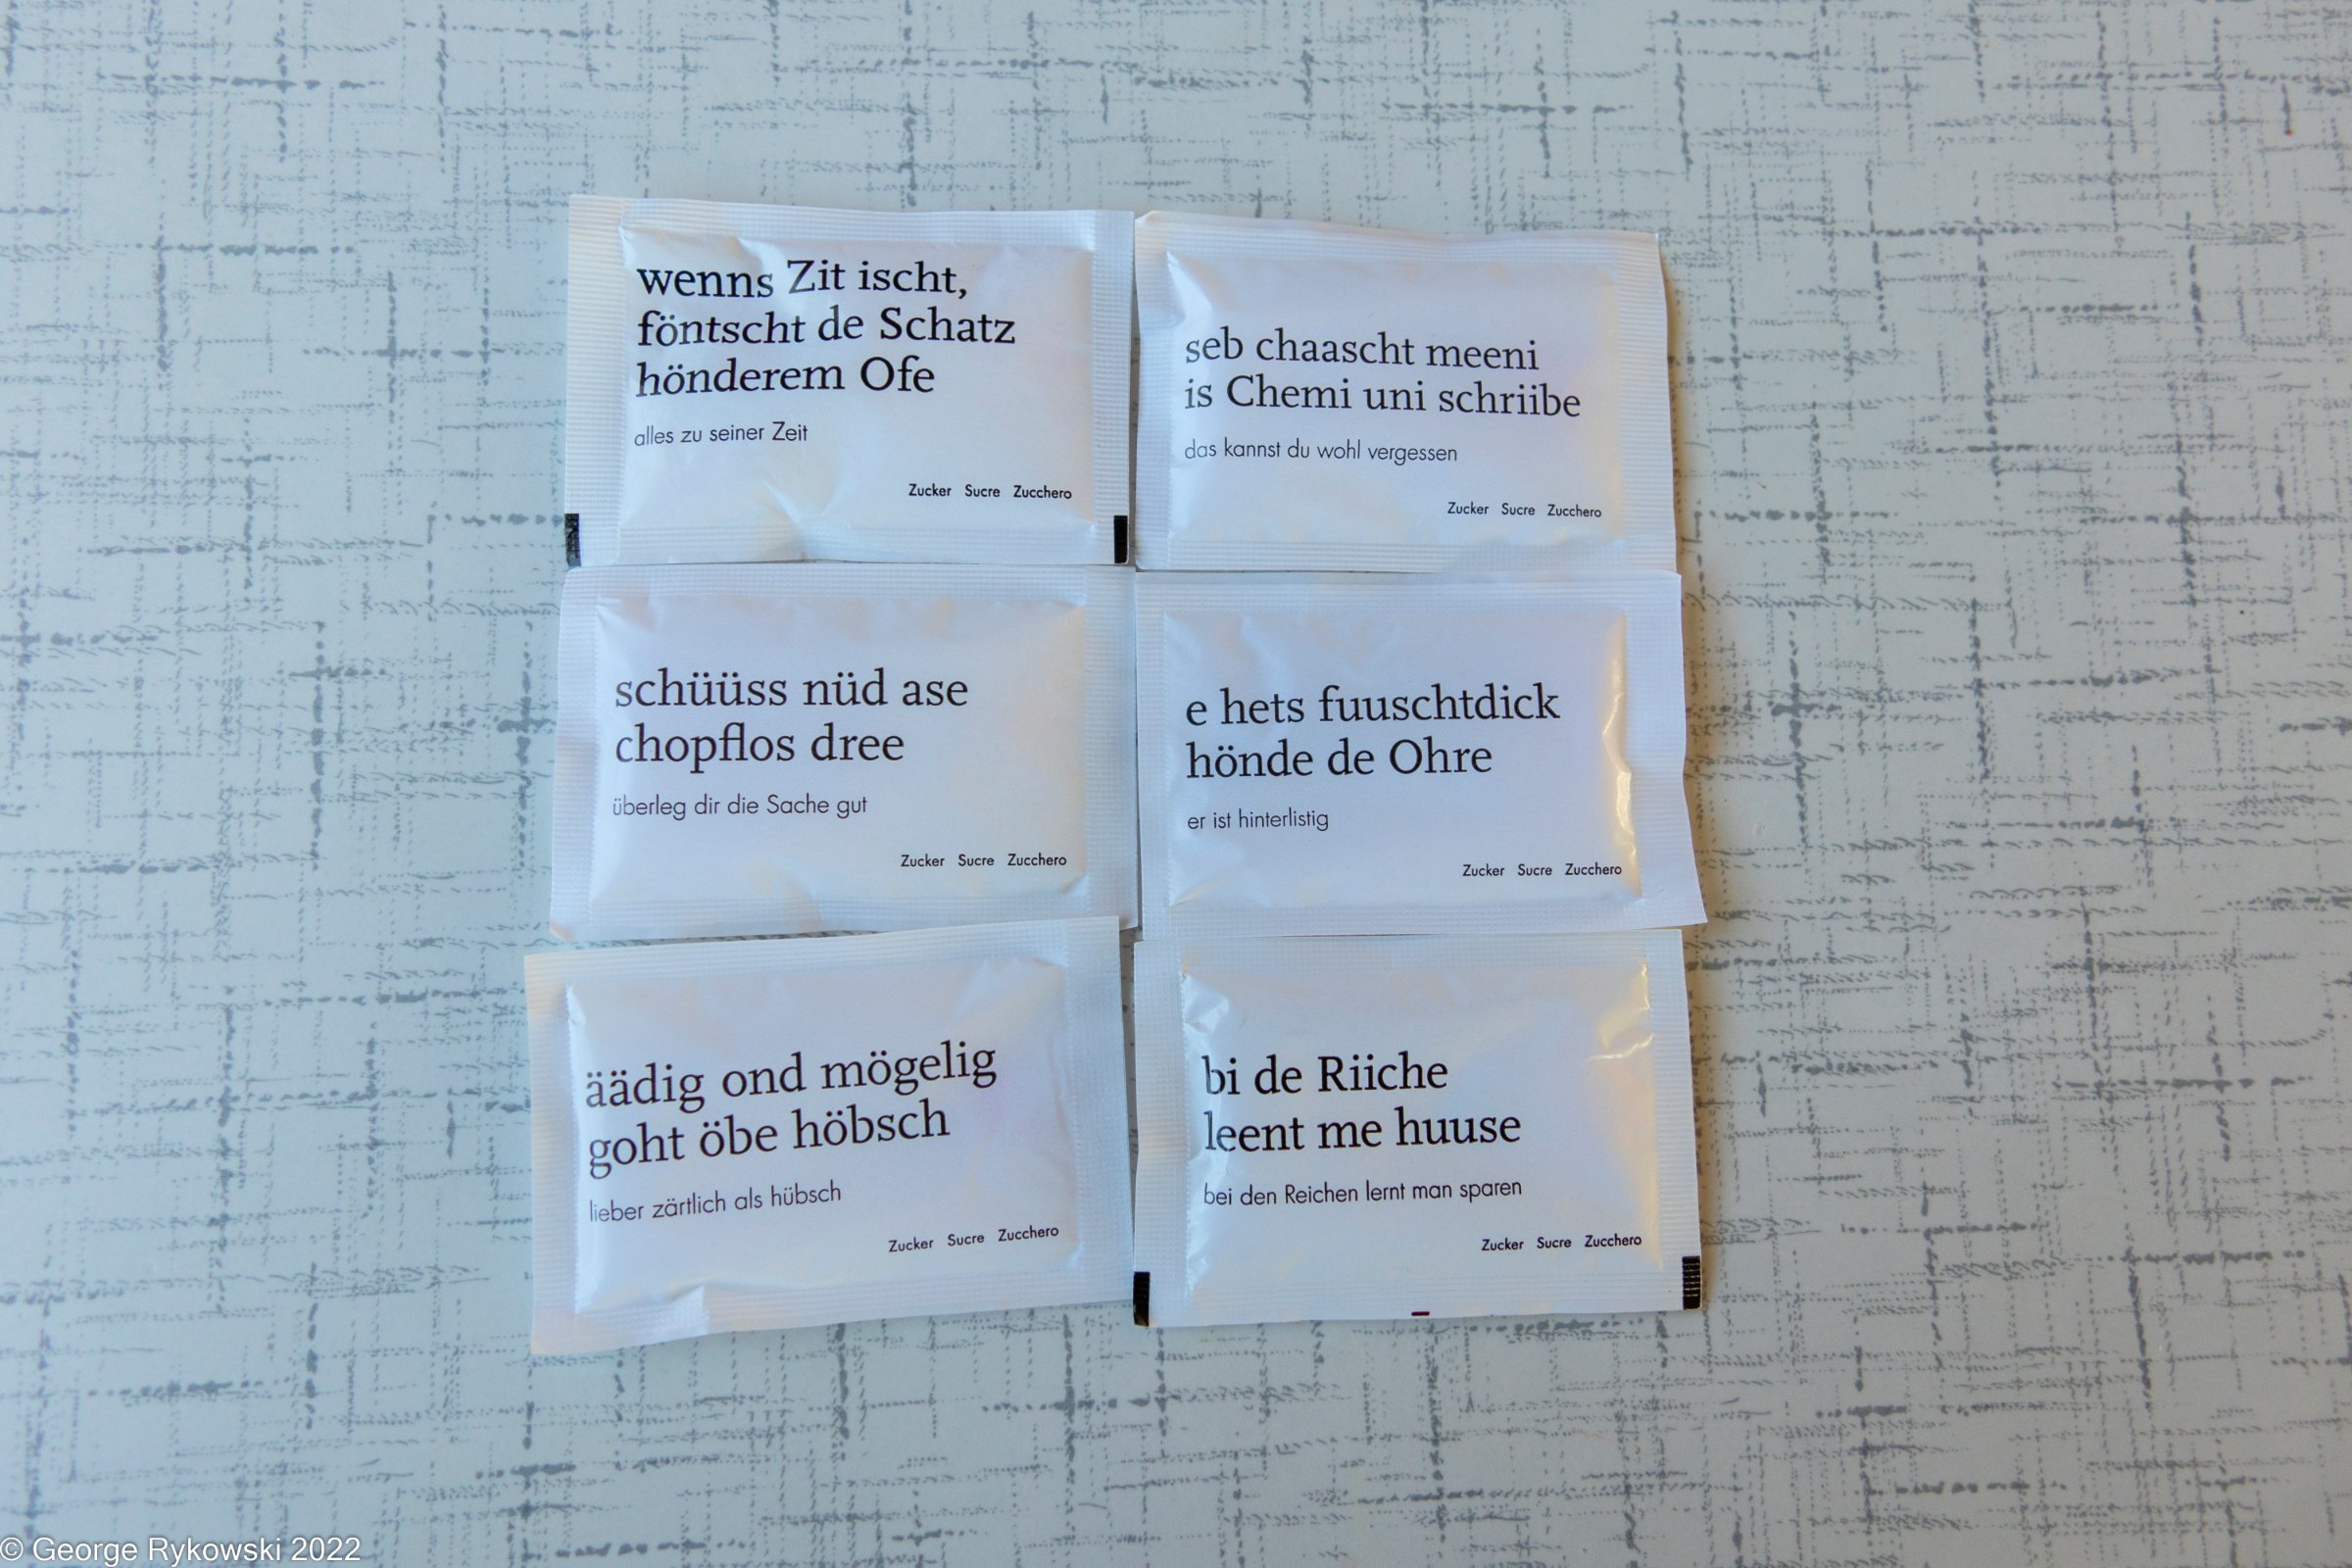 wenns Zit ischt,
föntscht de Schatz
hönderem Ofe
alles zu seiner Zeit
Zucker Sucre Zucchero
seb chaascht meeni
is Chemi uni schriibe
das kannst du wohl vergessen
Zucker Sucre Zucchero
schüüss nüd ase
chopflos dree
überleg dir die Sache gut
Zucker Sucre Zucchero
e hets fuuschtdick
hönde de Ohre
er ist hinterlistig
Zucker Sucre Zucchero
äädig ond mögelig
goht öbe höbsch
lieber zärtlich als hübsch
Zucker Sucre Zucchero
bi de Riiche
leent me huuse
bei den Reichen lernt man sparen
Zucker Sucre Zucchero
© George Rykowski 2022